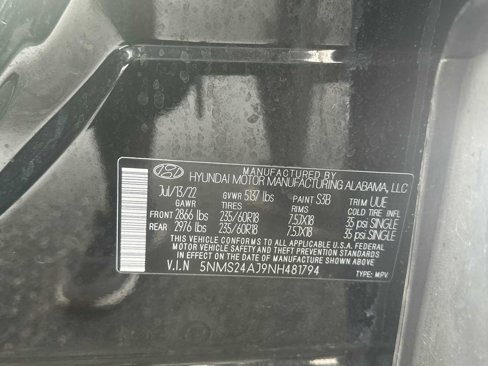 MANUFACTURED BY
HYUNDAI MOTOR MANUFACTURING ALABAMA, LLC
Jul/13/22 GVWR 5137 lbs PAINT S3B TRIM UUE
GAWR TIRES RIMS COLD TIRE INFL
FRONT 2866 lbs 235/60R18 7.5JX18 35 psi SINGLE
REAR 2976 lbs 235/60R18 7.5JX18 35 psi SINGLE
THIS VEHICLE CONFORMS TO ALL APPLICABLE U.S.A. FEDERAL
MOTOR VEHICLE SAFETY AND THEFT PREVENTION STANDARDS
IN EFFECT ON THE DATE OF MANUFACTURE SHOWN ABOVE
V.I.N 5NMS24AJ9NH481794 TYPE: MPV